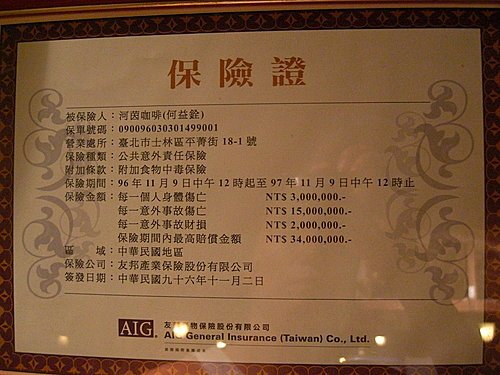 保險證
被保險人：河茵咖啡(何益銓)
保單號碼：090096030301499001
營業處所：臺北市士林區平菁街 18-1 號
保險種類：公共意外責任保險
附加條款：附加食物中毒保險
保險期間：96 年 11 月 9 日中午 12 時起至 97 年 11 月 9 日中午 12 時止
保險金額：每一個人身體傷亡 NT$ 3,000,000.-
每一意外事故傷亡 NT$ 15,000,000.-
每一意外事故財損 NT$ 2,000,000.-
保險期間內最高賠償金額 NT$ 34,000,000.-
區 域：中華民國地區
保險公司：友邦產業保險股份有限公司
簽發日期：中華民國九十六年十一月二日
AIG 友 物保險股份有限公司
General Insurance (Taiwan) Co., Ltd.